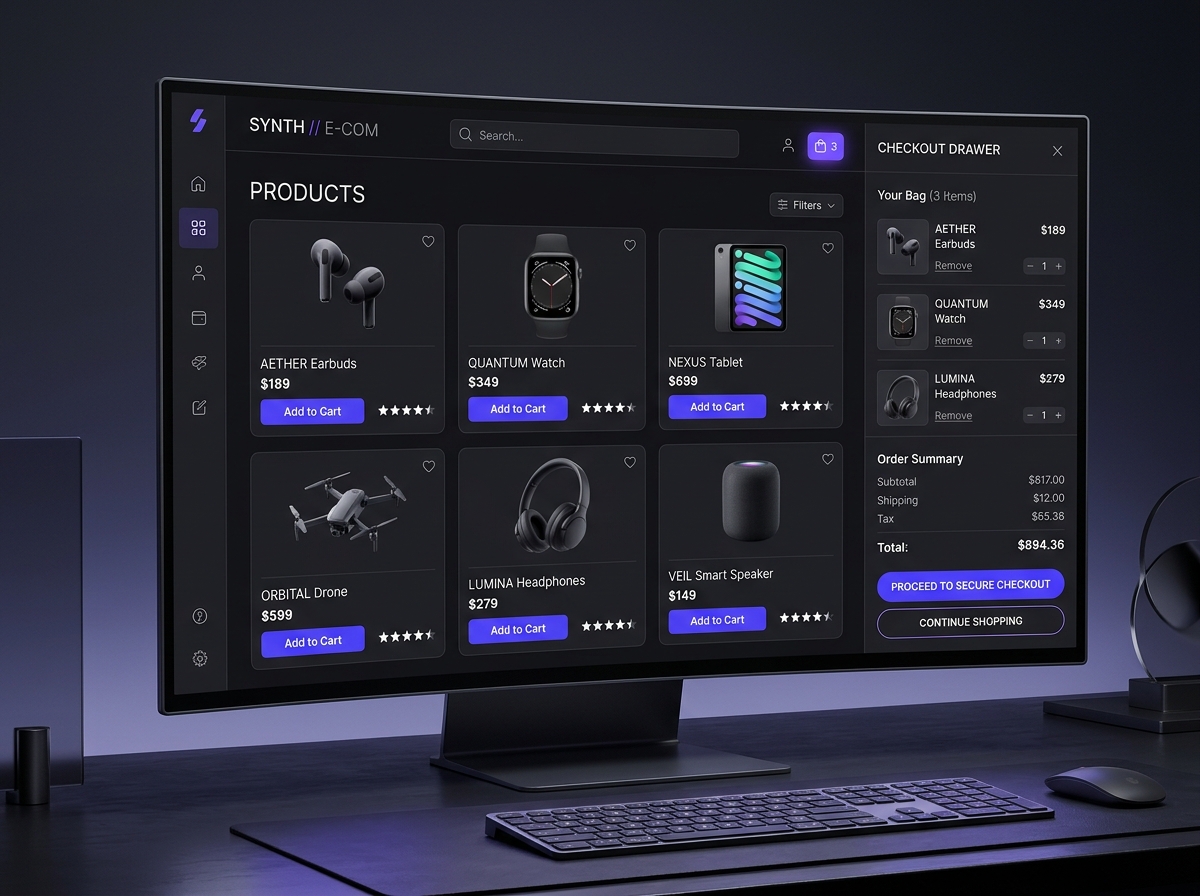 SYNTH // E-COM
Search...
3
PRODUCTS
Filters
AETHER Earbuds
$189
Add to Cart
QUANTUM Watch
$349
Add to Cart
NEXUS Tablet
$699
Add to Cart
ORBITAL Drone
$599
Add to Cart
LUMINA Headphones
$279
Add to Cart
VEIL Smart Speaker
$149
Add to Cart
CHECKOUT DRAWER
Your Bag (3 Items)
AETHER
Earbuds
$189
Remove
− 1 +
QUANTUM
Watch
$349
Remove
− 1 +
LUMINA
Headphones
$279
Remove
− 1 +
Order Summary
Subtotal $817.00
Shipping $12.00
Tax $65.36
Total: $894.36
PROCEED TO SECURE CHECKOUT
CONTINUE SHOPPING